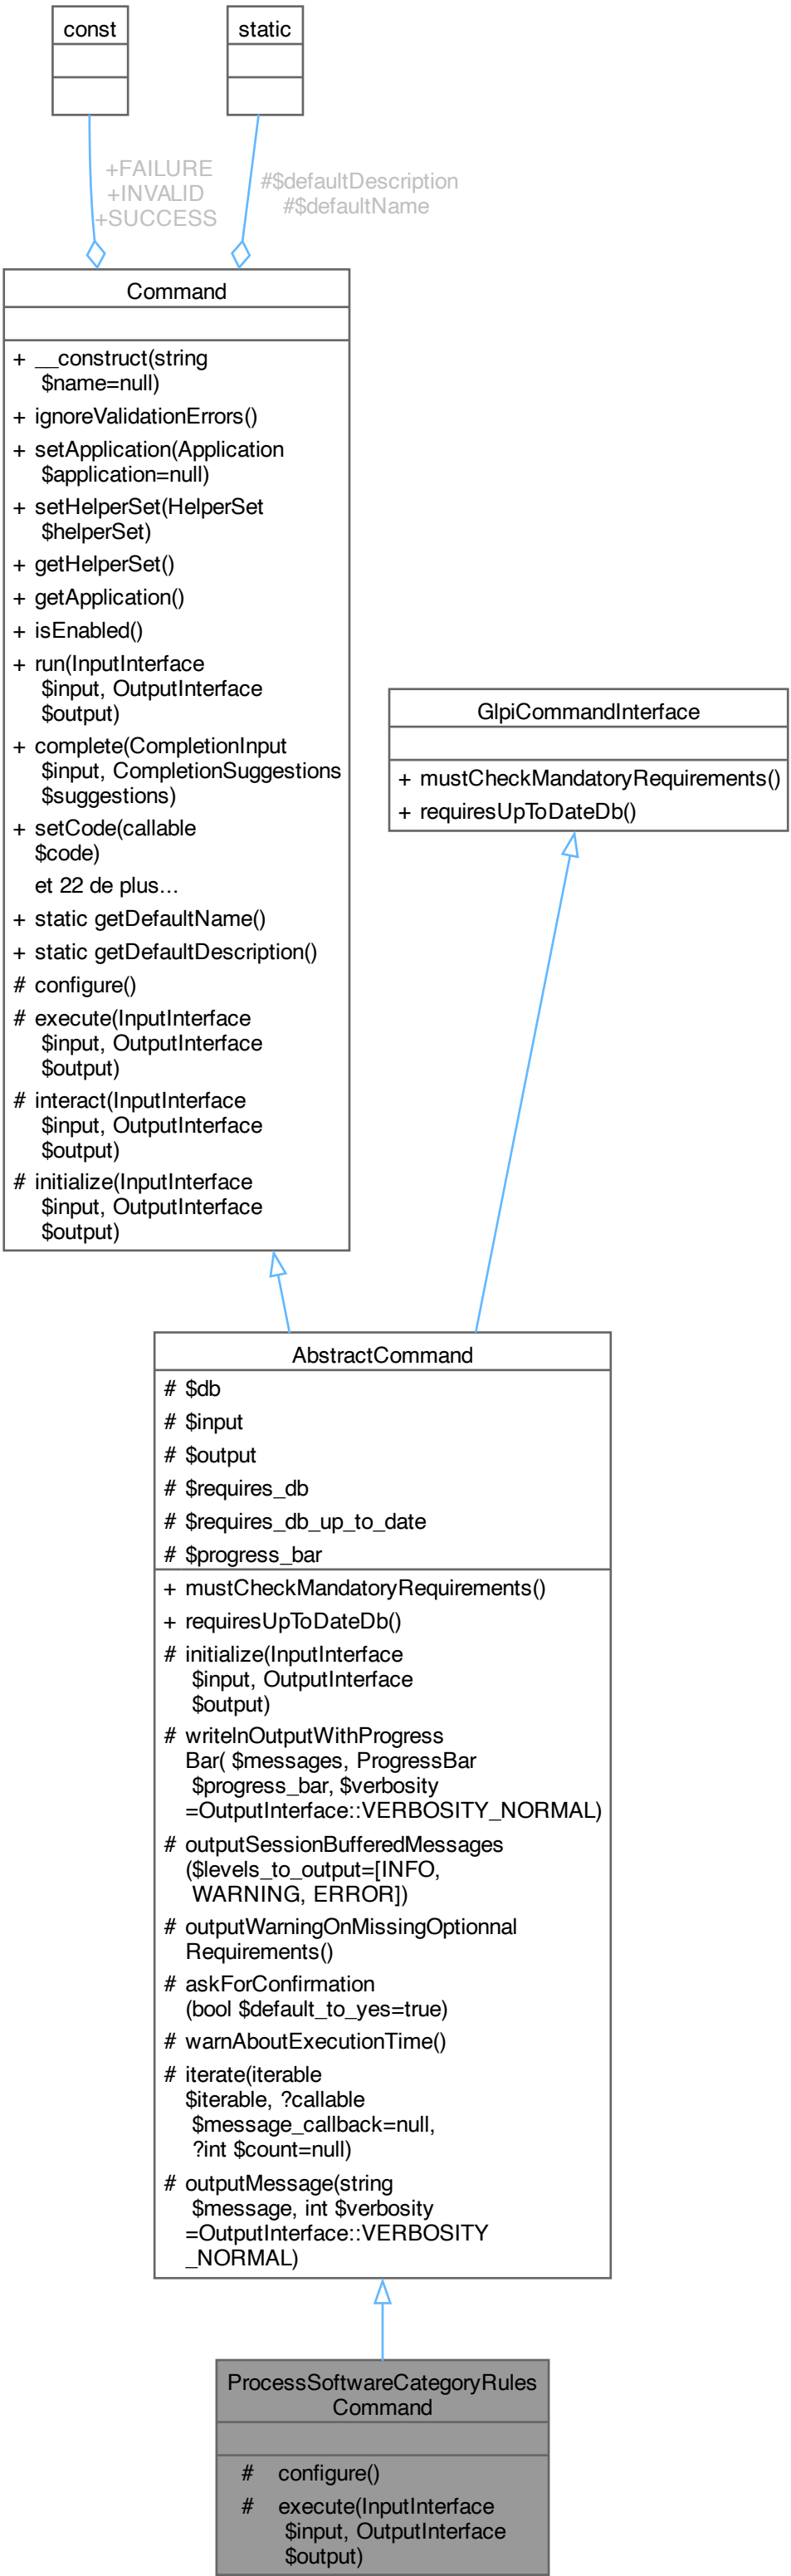 const
static
+FAILURE
+INVALID
+SUCCESS
#$defaultDescription
#$defaultName
Command
+ __construct(string
$name=null)
+ ignoreValidationErrors()
+ setApplication(Application
$application=null)
+ setHelperSet(HelperSet
$helperSet)
+ getHelperSet()
+ getApplication()
+ isEnabled()
+ run(InputInterface
$input, OutputInterface
$output)
+ complete(CompletionInput
$input, CompletionSuggestions
$suggestions)
+ setCode(callable
$code)
et 22 de plus...
+ static getDefaultName()
+ static getDefaultDescription()
# configure()
# execute(InputInterface
$input, OutputInterface
$output)
# interact(InputInterface
$input, OutputInterface
$output)
# initialize(InputInterface
$input, OutputInterface
$output)
GlpiCommandInterface
+ mustCheckMandatoryRequirements()
+ requiresUpToDateDb()
AbstractCommand
# $db
# $input
# $output
# $requires_db
# $requires_db_up_to_date
# $progress_bar
+ mustCheckMandatoryRequirements()
+ requiresUpToDateDb()
# initialize(InputInterface
$input, OutputInterface
$output)
# writelnOutputWithProgress
Bar( $messages, ProgressBar
$progress_bar, $verbosity
=OutputInterface::VERBOSITY_NORMAL)
# outputSessionBufferedMessages
($levels_to_output=[INFO,
WARNING, ERROR])
# outputWarningOnMissingOptionnal
Requirements()
# askForConfirmation
(bool $default_to_yes=true)
# warnAboutExecutionTime()
# iterate(iterable
$iterable, ?callable
$message_callback=null,
?int $count=null)
# outputMessage(string
$message, int $verbosity
=OutputInterface::VERBOSITY
_NORMAL)
ProcessSoftwareCategoryRules
Command
# configure()
# execute(InputInterface
$input, OutputInterface
$output)